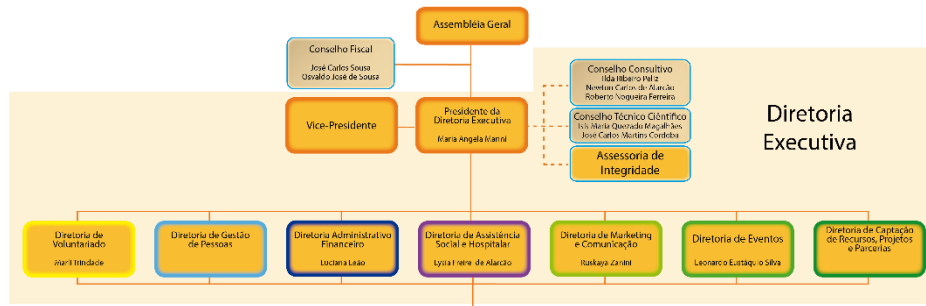 Assembléia Geral
Conselho Fiscal
José Carlos Sousa
Osvaldo José de Sousa
Conselho Consultivo
Ilda Ribeiro Peliz
Newton Carlos de Alarcão
Roberto Nogueira Ferreira
Vice-Presidente
Presidente da
Diretoria Executiva
Maria Angela Marini
Conselho Técnico Ciéntífico
Isis Maria Quezado Magalhães
José Carlos Martins Cordoba
Assessoria de
Integridade
Diretoria
Executiva
Diretoria de
Voluntariado
Marli Trindade
Diretoria de Gestão
de Pessoas
Diretoria Administrativo
Financeiro
Luciana Leão
Diretoria de Assistência
Social e Hospitalar
Lysia Freire de Alarcão
Diretoria de Marketing
e Comunicação
Ruskaya Zanini
Diretoria de Eventos
Leonardo Eustáquio Silva
Diretoria de Captação
de Recursos, Projetos
e Parcerias